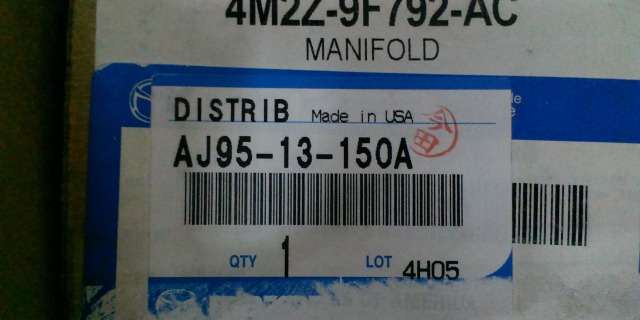 4M2Z-9F792-AC
MANIFOLD
DISTRIB Made in USA
AJ95-13-150A
QTY 1 LOT 4H05